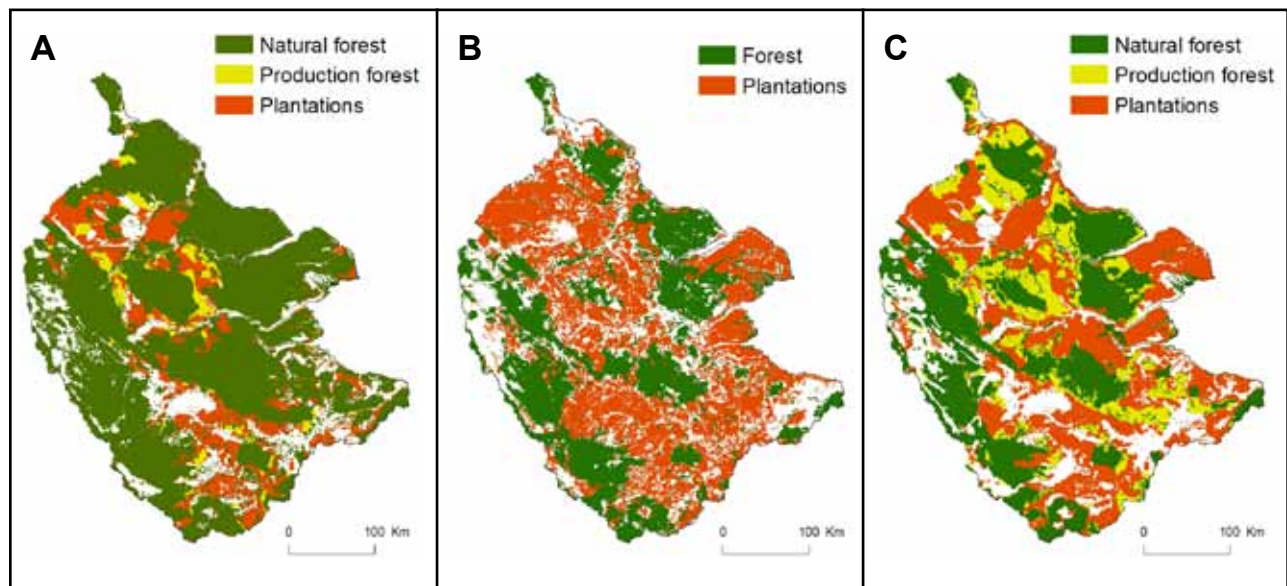 A
Natural forest
Production forest
Plantations
0 100 Km
B
Forest
Plantations
0 100 Km
C
Natural forest
Production forest
Plantations
0 100 Km